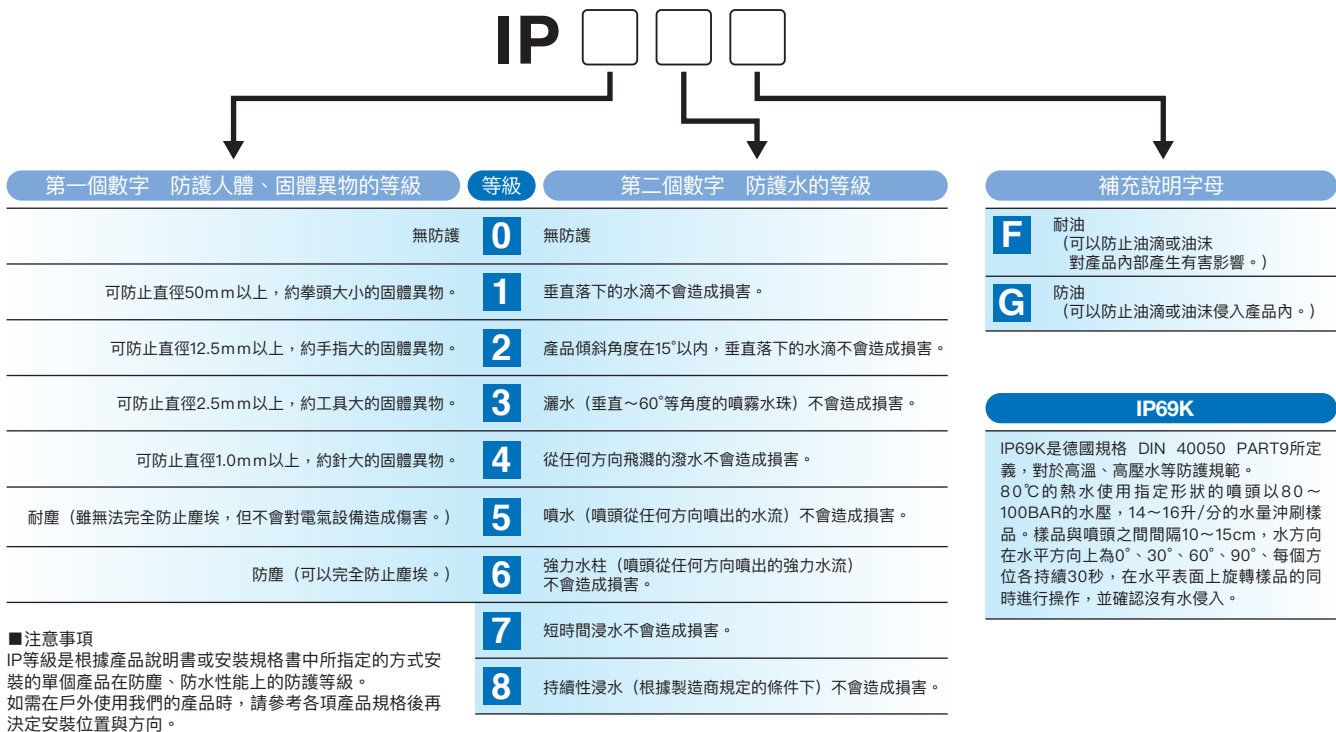 IP
第一個數字　防護人體、固體異物的等級
等級
第二個數字　防護水的等級
無防護
0
無防護
可防止直徑50mm以上，約拳頭大小的固體異物。
1
垂直落下的水滴不會造成損害。
可防止直徑12.5mm以上，約手指大的固體異物。
2
產品傾斜角度在15°以內，垂直落下的水滴不會造成損害。
可防止直徑2.5mm以上，約工具大的固體異物。
3
灑水（垂直～60°等角度的噴霧水珠）不會造成損害。
可防止直徑1.0mm以上，約針大的固體異物。
4
從任何方向飛濺的潑水不會造成損害。
耐塵（雖無法完全防止塵埃，但不會對電氣設備造成傷害。）
5
噴水（噴頭從任何方向噴出的水流）不會造成損害。
防塵（可以完全防止塵埃。）
6
強力水柱（噴頭從任何方向噴出的強力水流）
不會造成損害。
7
短時間浸水不會造成損害。
8
持續性浸水（根據製造商規定的條件下）不會造成損害。
■注意事項
IP等級是根據產品說明書或安裝規格書中所指定的方式安
裝的單個產品在防塵、防水性能上的防護等級。
如需在戶外使用我們的產品時，請參考各項產品規格後再
決定安裝位置與方向。
補充說明字母
F
耐油
（可以防止油滴或油沫
對產品內部產生有害影響。）
G
防油
（可以防止油滴或油沫侵入產品內。）
IP69K
IP69K是德國規格 DIN 40050 PART9所定
義，對於高溫、高壓水等防護規範。
80℃的熱水使用指定形狀的噴頭以80～
100BAR的水壓，14～16升/分的水量沖刷樣
品。樣品與噴頭之間間隔10～15cm，水方向
在水平方向上為0°、30°、60°、90°、每個方
位各持續30秒，在水平表面上旋轉樣品的同
時進行操作，並確認沒有水侵入。